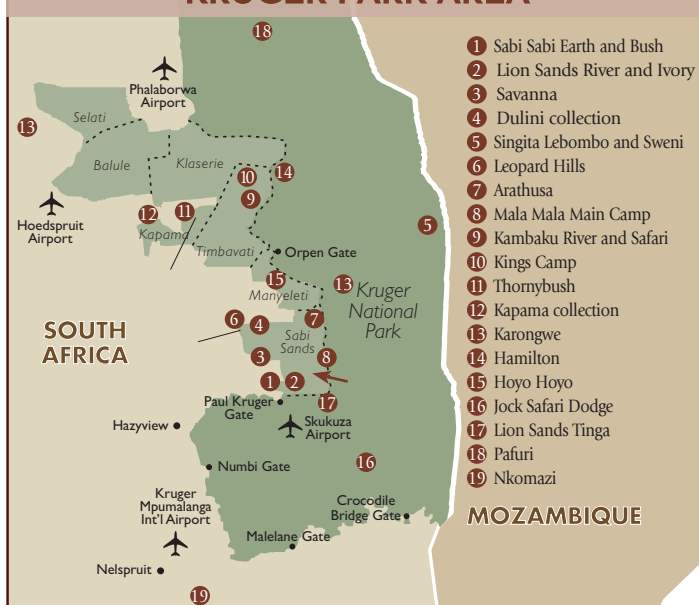 KRUGER PARK AREA
18
Phalaborwa
Airport
Selati
13
Balule
Klaserie
10
14
9
Hoedspruit
Airport
12
11
Kapama
Timbavati
Orpen Gate
5
15
13
Manyeleti
Kruger
National
Park
6
4
7
Sabi
Sands
SOUTH
AFRICA
3
8
1
2
Paul Kruger
Gate
17
Skukuza
Airport
Hazyview
16
Numbi Gate
Kruger
Mpumalanga
Int'l Airport
Crocodile
Bridge Gate
Malelane Gate
Nelspruit
19
1 Sabi Sabi Earth and Bush
2 Lion Sands River and Ivory
3 Savanna
4 Dulini collection
5 Singita Lebombo and Sweni
6 Leopard Hills
7 Arathusa
8 Mala Mala Main Camp
9 Kambaku River and Safari
10 Kings Camp
11 Thornybush
12 Kapama collection
13 Karongwe
14 Hamilton
15 Hoyo Hoyo
16 Jock Safari Dodge
17 Lion Sands Tinga
18 Pafuri
19 Nkomazi
MOZAMBIQUE